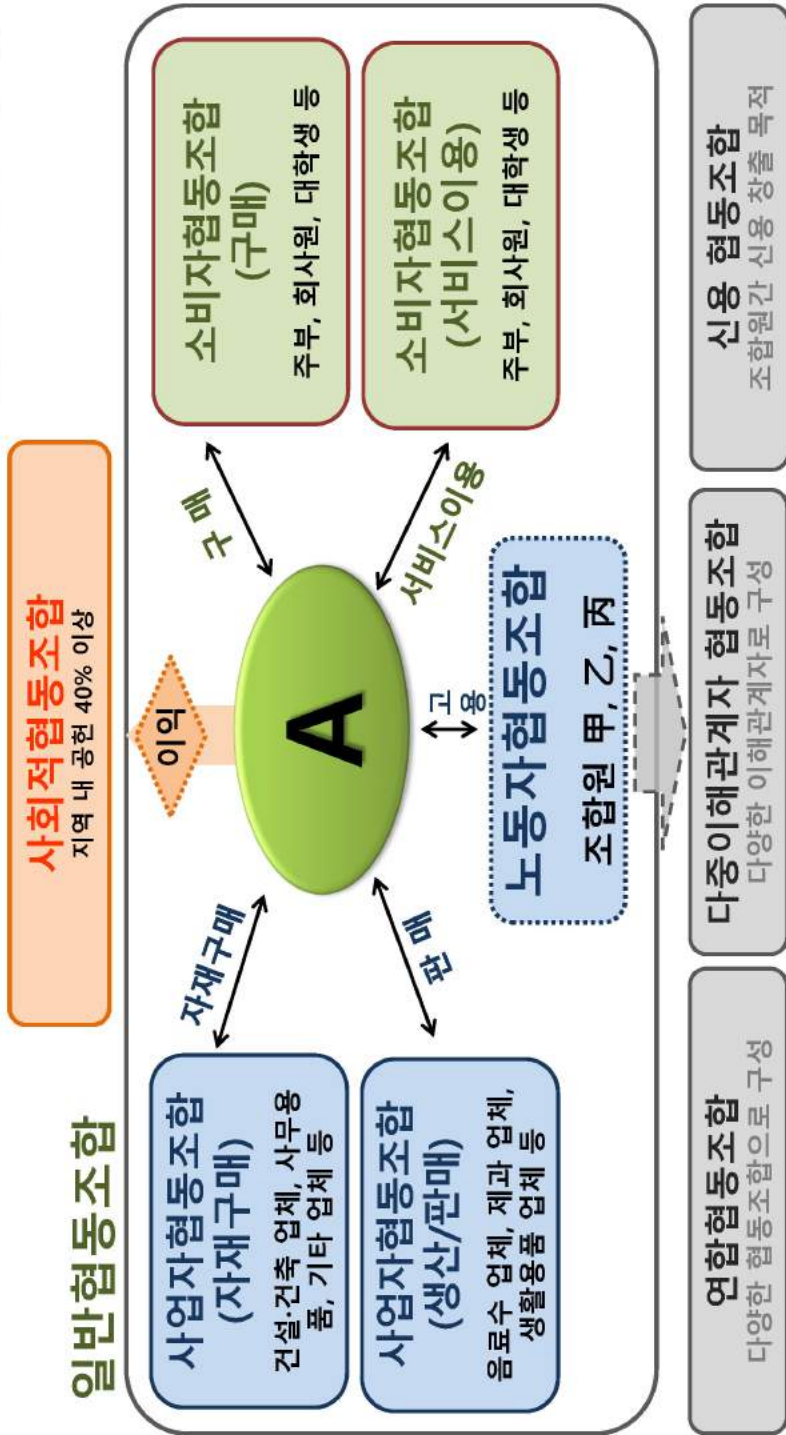 일반협동조합
사회적협동조합
지역 내 공헌 40% 이상
이익
사업자협동조합
(자재구매)
건설·건축 업체, 사무용
품, 기타 업체 등
자재구매
구 매
소비자협동조합
(구매)
주부, 회사원, 대학생 등
A
사업자협동조합
(생산/판매)
음료수 업체, 제과 업체,
생활용품 업체 등
판 매
고
용
서비스이용
소비자협동조합
(서비스이용)
주부, 회사원, 대학생 등
노동자협동조합
조합원 甲, 乙, 丙
연합협동조합
다양한 협동조합으로 구성
다중이해관계자 협동조합
다양한 이해관계자로 구성
신용 협동조합
조합원간 신용 창출 목적